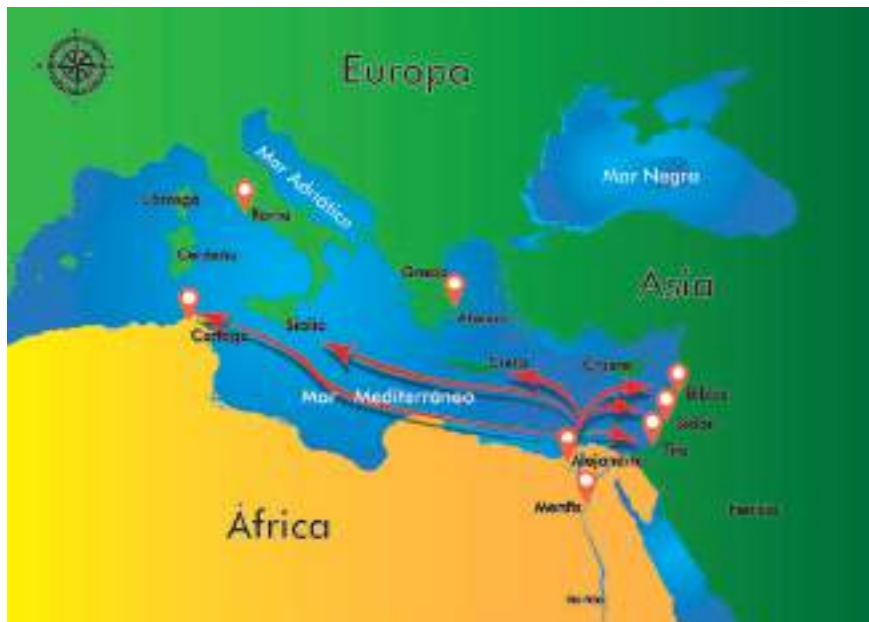 Europa
Mar Adriático
Mar Negro
Roma
Cerdeña
Grecia
Asia
Atenas
Sicilia
Cartago
Creta
Chipre
Mar Mediterráneo
Biblos
Sidón
Tiro
Alejandría
Menfis
África